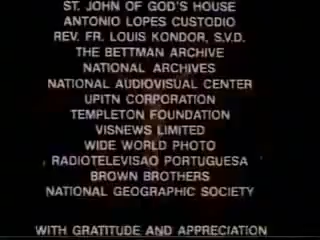 ST. JOHN OF GOD'S HOUSE
ANTONIO LOPES CUSTODIO
REV. FR. LOUIS KONDOR, S.V.D.
THE BETTMAN ARCHIVE
NATIONAL ARCHIVES
NATIONAL AUDIOVISUAL CENTER
UPITN CORPORATION
TEMPLETON FOUNDATION
VISNEWS LIMITED
WIDE WORLD PHOTO
RADIOTELEVISAO PORTUGUESA
BROWN BROTHERS
NATIONAL GEOGRAPHIC SOCIETY
WITH GRATITUDE AND APPRECIATION